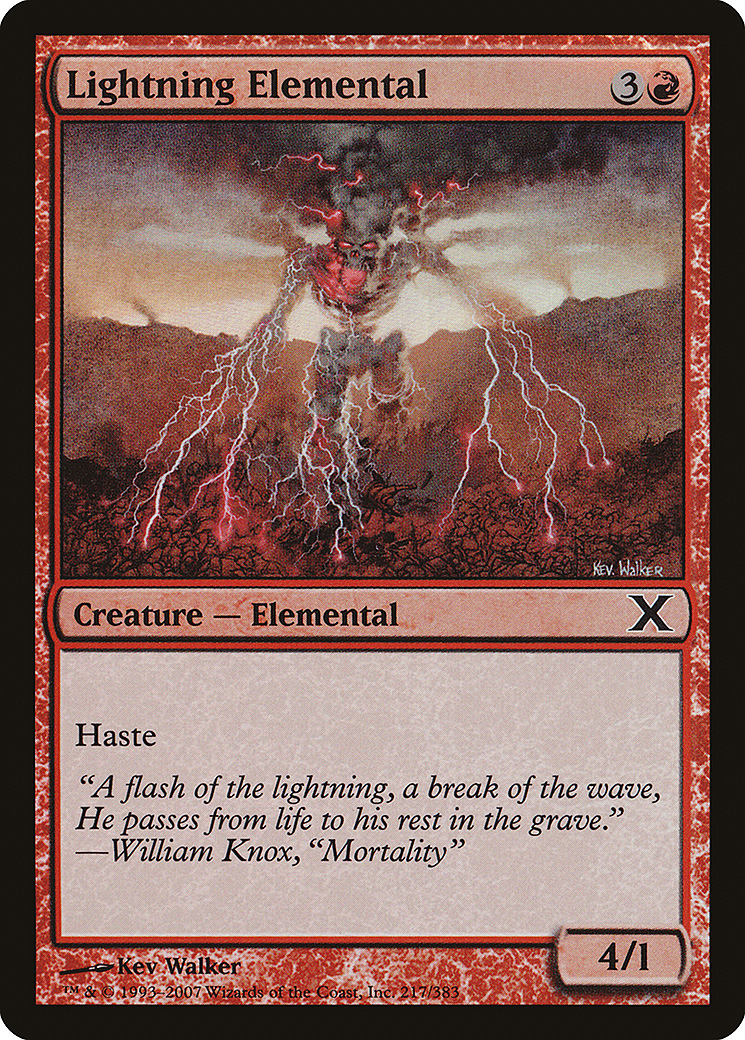 Lightning Elemental 3
KEV. WALKER
Creature — Elemental X
Haste
“A flash of the lightning, a break of the wave,
He passes from life to his rest in the grave.”
—William Knox, “Mortality”
4/1
Kev Walker
™ & © 1993–2007 Wizards of the Coast, Inc. 217/383